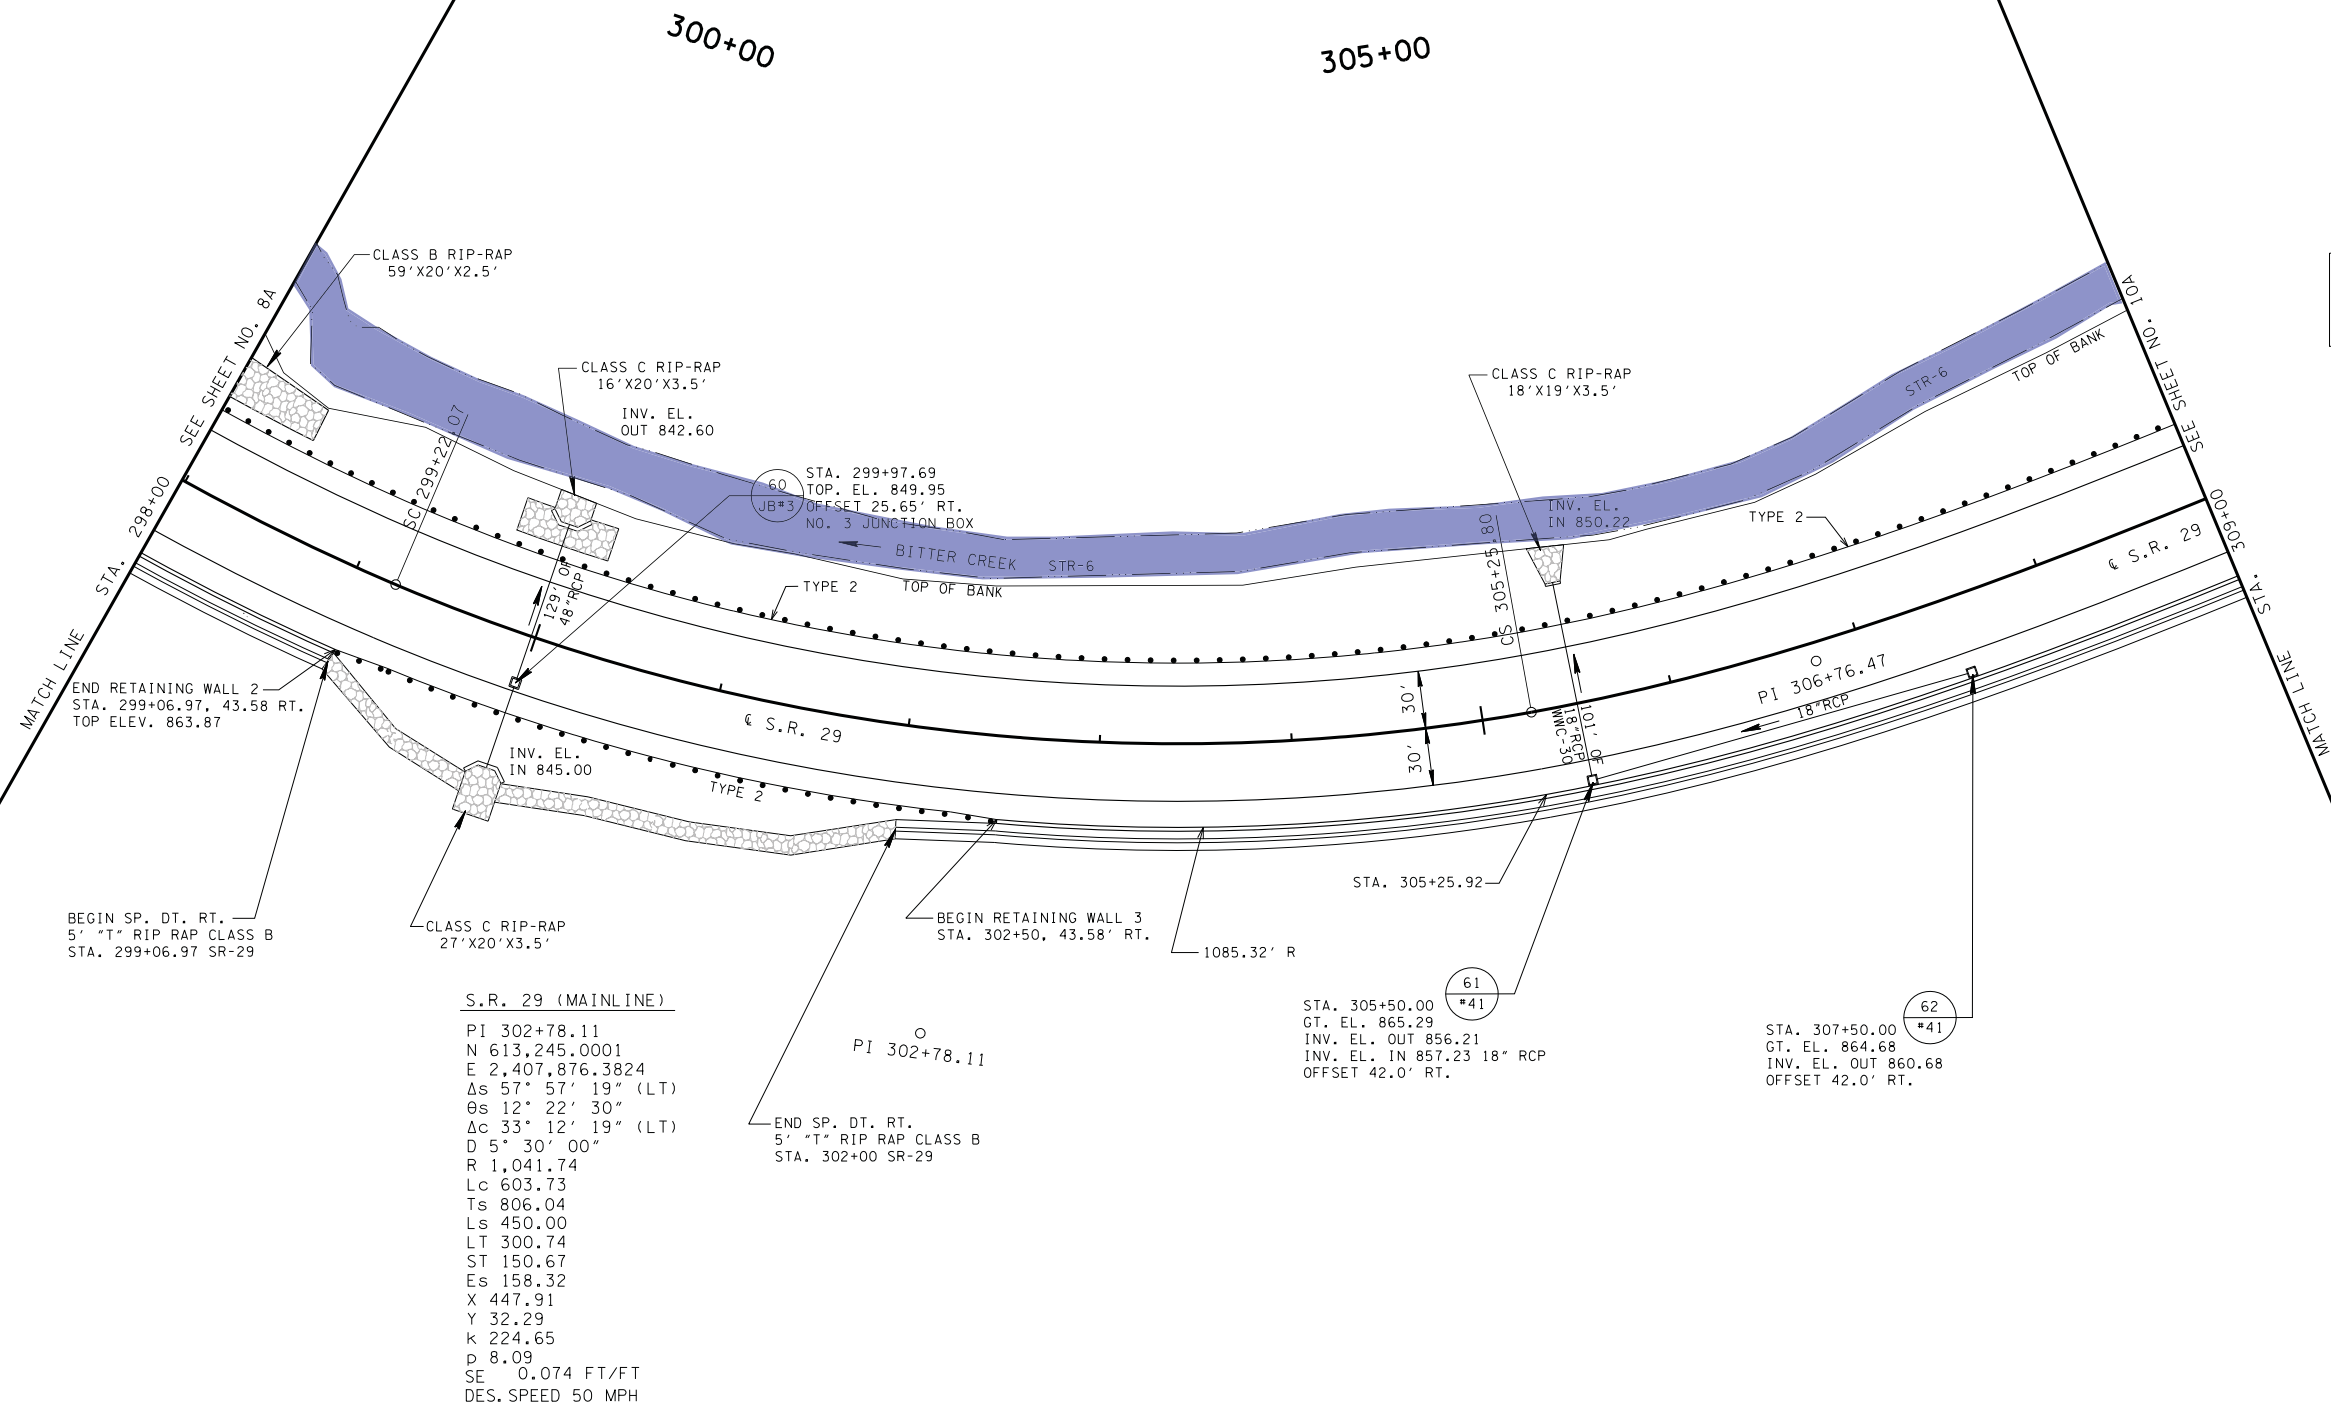 300+00
305+00
CLASS B RIP-RAP
59'X20'X2.5'
SEE SHEET NO. 8A
STA. 298+00
MATCH LINE
SC 299+22.07
CLASS C RIP-RAP
16'X20'X3.5'
INV. EL.
OUT 842.60
60
JB#3
STA. 299+97.69
TOP. EL. 849.95
OFFSET 25.65' RT.
NO. 3 JUNCTION BOX
129' OF
48"RCP
BITTER CREEK
STR-6
TOP OF BANK
TYPE 2
CLASS C RIP-RAP
18'X19'X3.5'
INV. EL.
IN 850.22
CS 305+25.80
TYPE 2
STR-6
TOP OF BANK
SEE SHEET NO. 10A
STA. 309+00
MATCH LINE
℄ S.R. 29
PI 306+76.47
18"RCP
101' OF
18"RCP
WWC-30
30'
30'
℄ S.R. 29
END RETAINING WALL 2
STA. 299+06.97, 43.58 RT.
TOP ELEV. 863.87
INV. EL.
IN 845.00
TYPE 2
BEGIN SP. DT. RT.
5' "T" RIP RAP CLASS B
STA. 299+06.97 SR-29
CLASS C RIP-RAP
27'X20'X3.5'
BEGIN RETAINING WALL 3
STA. 302+50, 43.58' RT.
1085.32' R
STA. 305+25.92
61
#41
STA. 305+50.00
GT. EL. 865.29
INV. EL. OUT 856.21
INV. EL. IN 857.23 18" RCP
OFFSET 42.0' RT.
62
#41
STA. 307+50.00
GT. EL. 864.68
INV. EL. OUT 860.68
OFFSET 42.0' RT.
PI 302+78.11
END SP. DT. RT.
5' "T" RIP RAP CLASS B
STA. 302+00 SR-29
S.R. 29 (MAINLINE)
PI 302+78.11
N 613,245.0001
E 2,407,876.3824
Δs 57° 57' 19" (LT)
θs 12° 22' 30"
Δc 33° 12' 19" (LT)
D 5° 30' 00"
R 1,041.74
Lc 603.73
Ts 806.04
Ls 450.00
LT 300.74
ST 150.67
Es 158.32
X 447.91
Y 32.29
k 224.65
p 8.09
SE 0.074 FT/FT
DES. SPEED 50 MPH